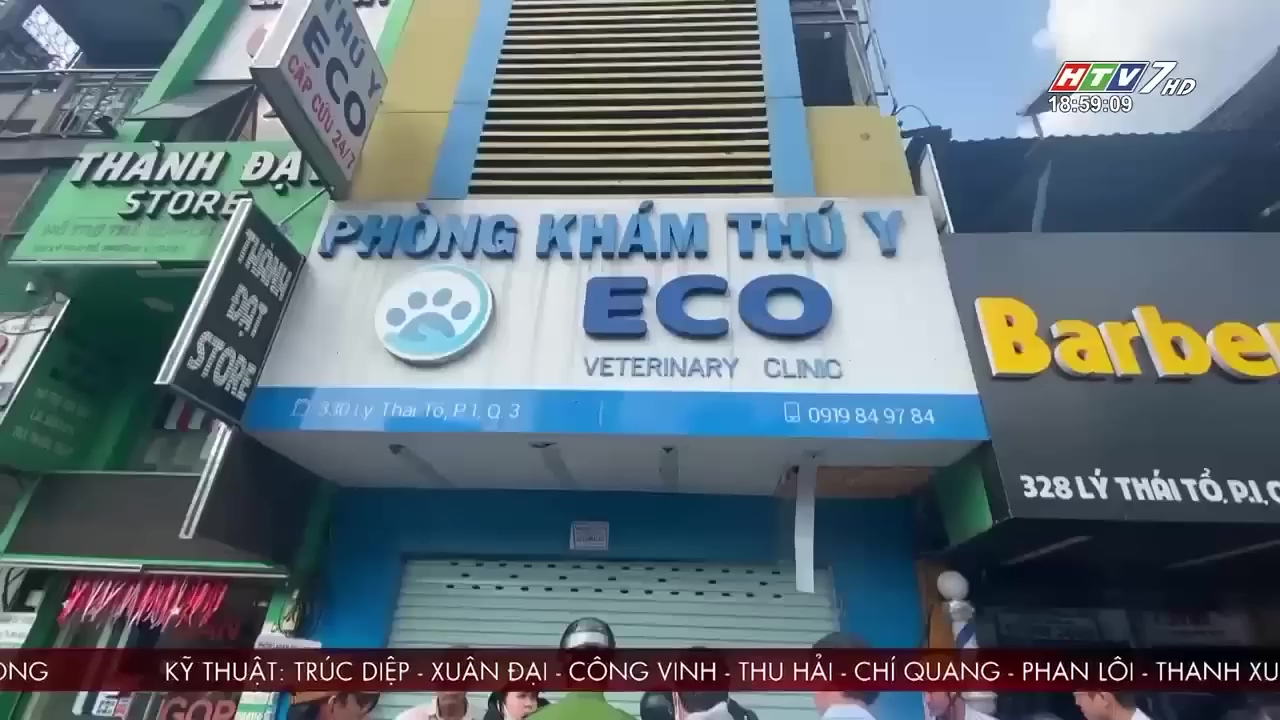 HTV7 HD
18:59:09
THÚ Y
ECO
CẤP CỨU 24/7
THÀNH ĐẠT
STORE
THÀNH
ĐẠT
STORE
PHÒNG KHÁM THÚ Y
ECO
VETERINARY CLINIC
330 Lý Thái Tổ, P.1, Q.3
0919 84 97 84
Barbe
328 LÝ THÁI TỔ, P.1,
ONG KỸ THUẬT: TRÚC DIỆP - XUÂN ĐẠI - CÔNG VINH - THU HẢI - CHÍ QUANG - PHAN LÔI - THANH XU